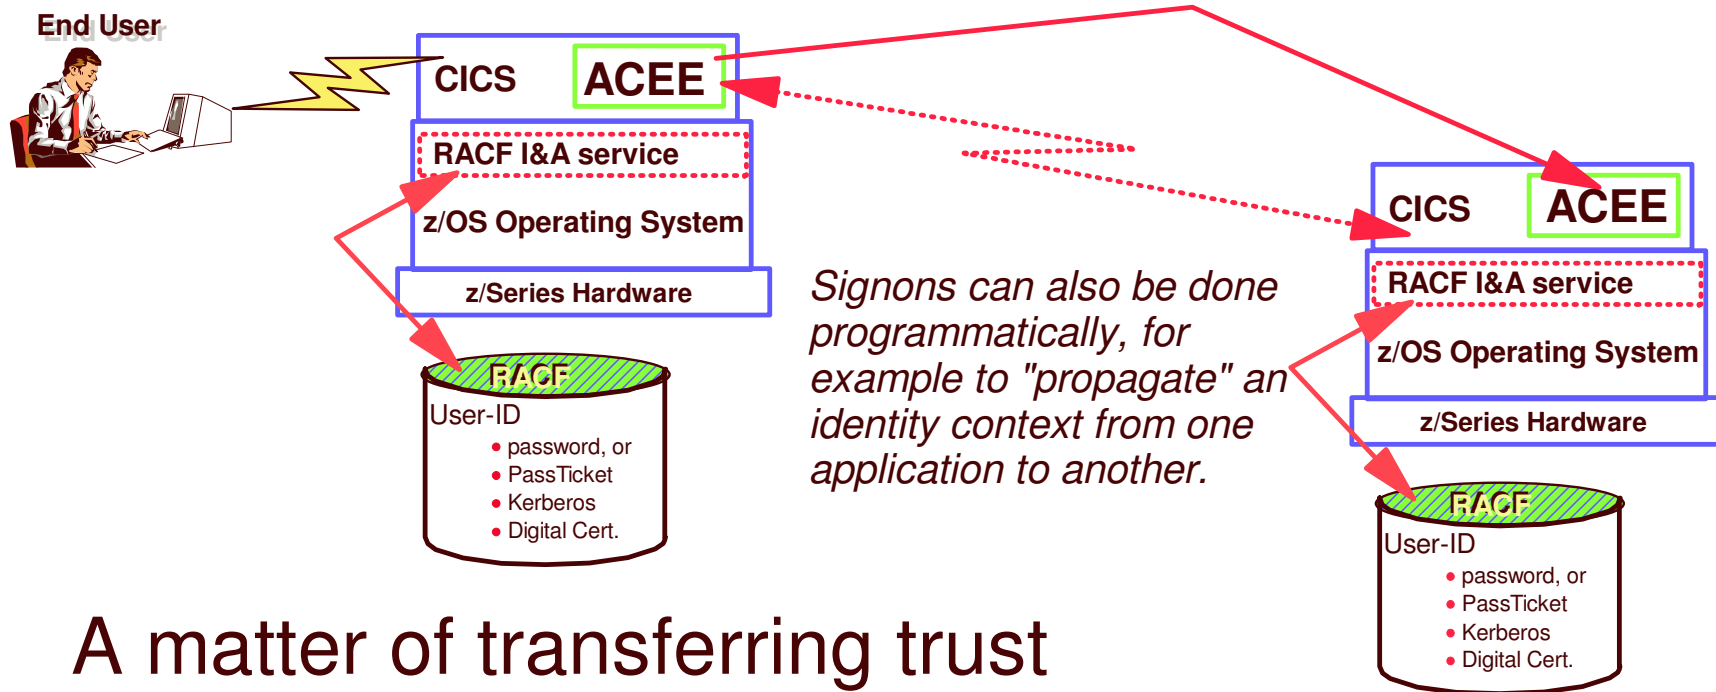 End User
CICS
ACEE
RACF I&A service
z/OS Operating System
z/Series Hardware
RACF
User-ID
• password, or
• PassTicket
• Kerberos
• Digital Cert.
Signons can also be done
programmatically, for
example to "propagate" an
identity context from one
application to another.
CICS
ACEE
RACF I&A service
z/OS Operating System
z/Series Hardware
RACF
User-ID
• password, or
• PassTicket
• Kerberos
• Digital Cert.
A matter of transferring trust